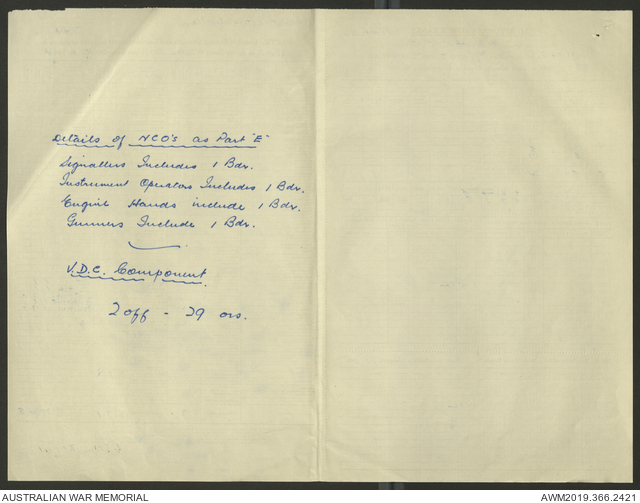 Details of NCO's as Part "E"
Signallers Includes 1 Bdr.
Instrument Operators Includes 1 Bdr.
Engine Hands include 1 Bdr.
Gunners Include 1 Bdr.
V.D.C. Component.
2 off - 29 ors.
AUSTRALIAN WAR MEMORIAL
AWM2019.366.2421